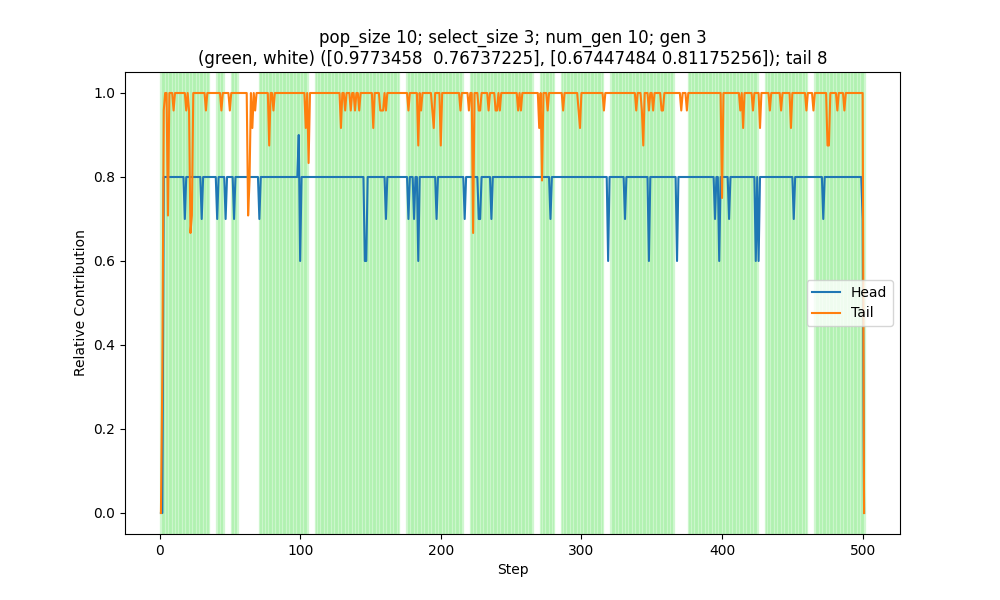 pop_size 10; select_size 3; num_gen 10; gen 3
(green, white) ([0.9773458  0.76737225], [0.67447484 0.81175256]); tail 8
1.0
0.8
0.6
0.4
0.2
0.0
Relative Contribution
Head
Tail
0
100
200
300
400
500
Step